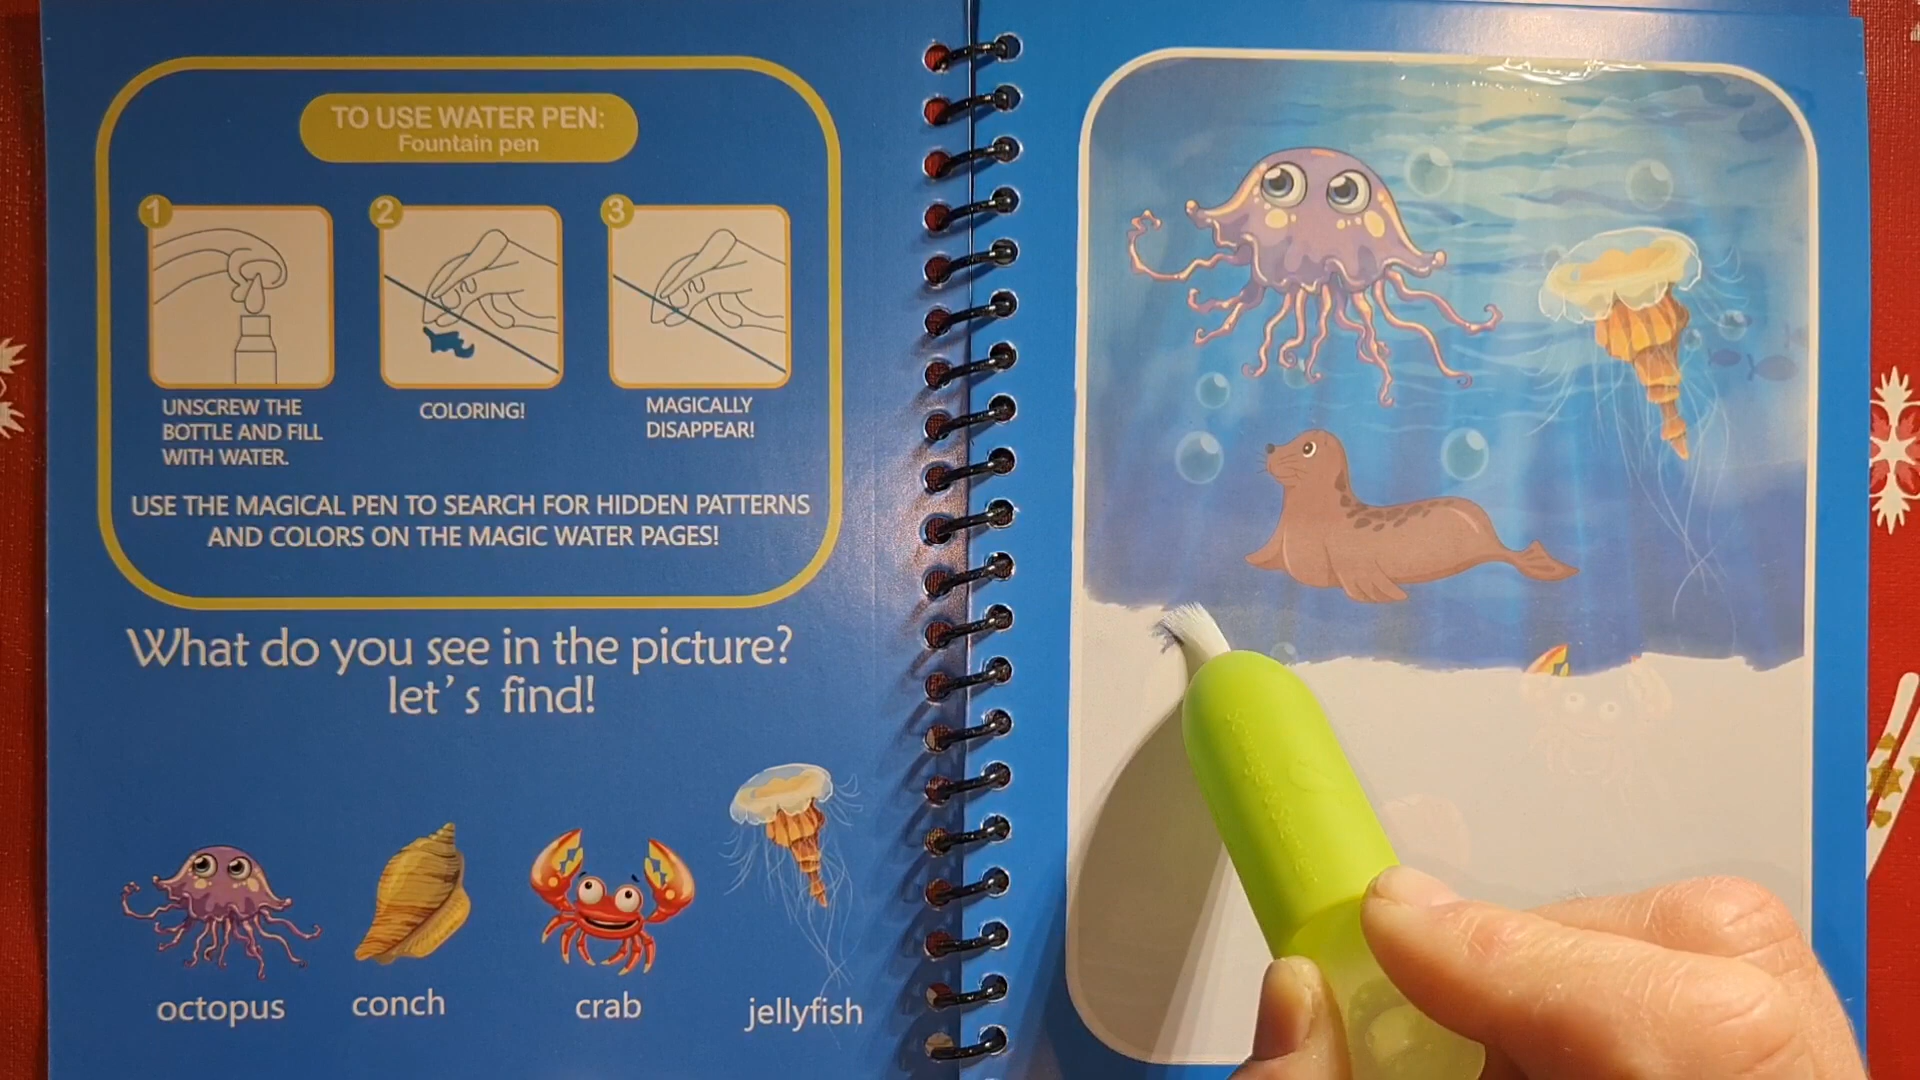 TO USE WATER PEN:
Fountain pen
1
2
3
UNSCREW THE
BOTTLE AND FILL
WITH WATER.
COLORING!
MAGICALLY
DISAPPEAR!
USE THE MAGICAL PEN TO SEARCH FOR HIDDEN PATTERNS
AND COLORS ON THE MAGIC WATER PAGES!
What do you see in the picture?
let's find!
octopus
conch
crab
jellyfish